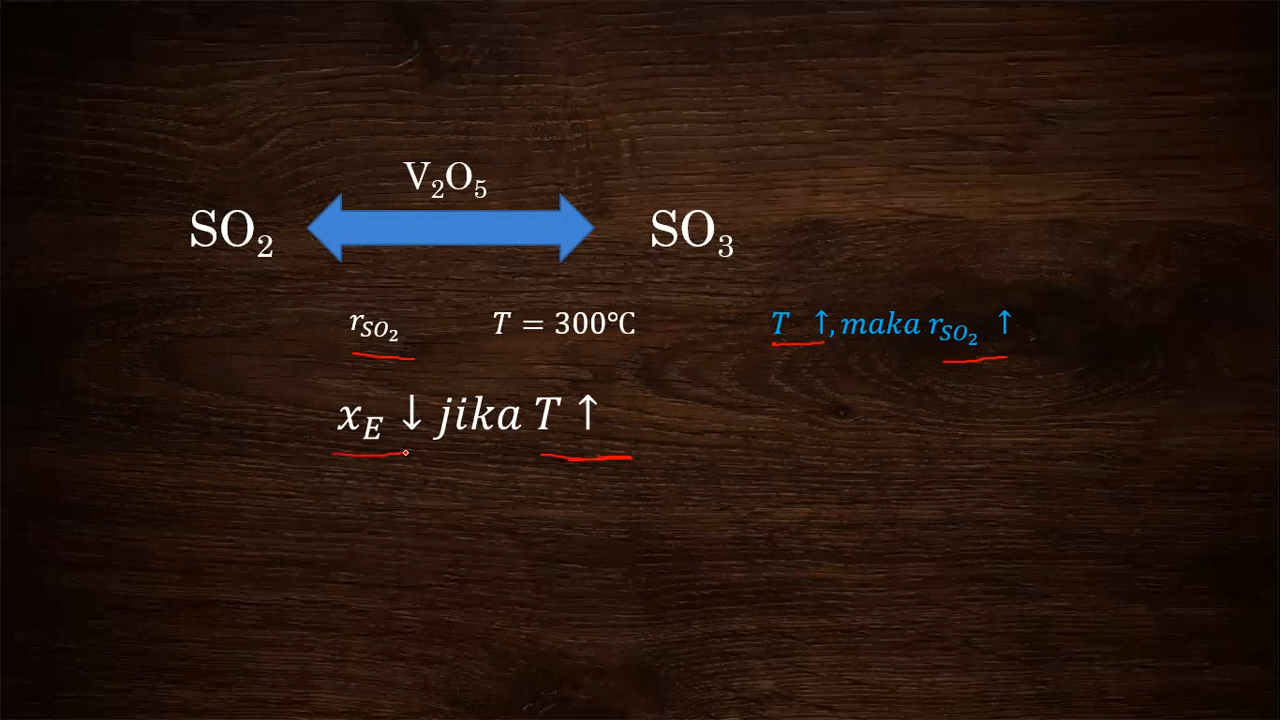 V₂O₅
SO₂ SO₃
r_SO₂ T = 300°C T ↑, maka r_SO₂ ↑
x_E ↓ jika T ↑